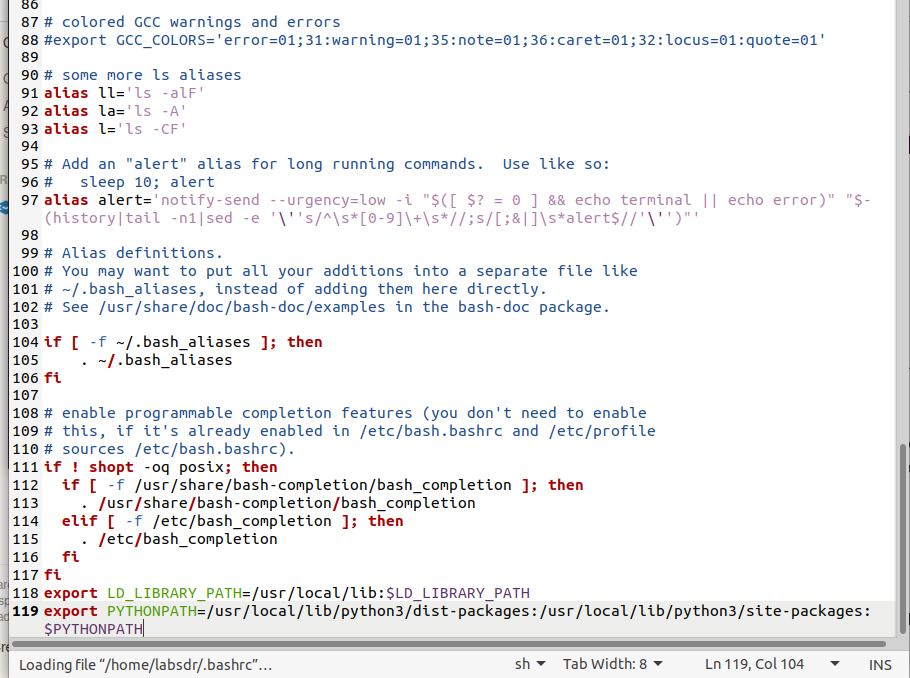 86
87 # colored GCC warnings and errors
88 #export GCC_COLORS='error=01;31:warning=01;35:note=01;36:caret=01;32:locus=01:quote=01'
89
90 # some more ls aliases
91 alias ll='ls -alF'
92 alias la='ls -A'
93 alias l='ls -CF'
94
95 # Add an "alert" alias for long running commands.  Use like so:
96 #   sleep 10; alert
97 alias alert='notify-send --urgency=low -i "$([ $? = 0 ] && echo terminal || echo error)" "$-
(history|tail -n1|sed -e '\''s/^\s*[0-9]\+\s*//;s/[;&|]\s*alert$//'\'')"'
98
99 # Alias definitions.
100 # You may want to put all your additions into a separate file like
101 # ~/.bash_aliases, instead of adding them here directly.
102 # See /usr/share/doc/bash-doc/examples in the bash-doc package.
103
104 if [ -f ~/.bash_aliases ]; then
105     . ~/.bash_aliases
106 fi
107
108 # enable programmable completion features (you don't need to enable
109 # this, if it's already enabled in /etc/bash.bashrc and /etc/profile
110 # sources /etc/bash.bashrc).
111 if ! shopt -oq posix; then
112   if [ -f /usr/share/bash-completion/bash_completion ]; then
113     . /usr/share/bash-completion/bash_completion
114   elif [ -f /etc/bash_completion ]; then
115     . /etc/bash_completion
116   fi
117 fi
118 export LD_LIBRARY_PATH=/usr/local/lib:$LD_LIBRARY_PATH
119 export PYTHONPATH=/usr/local/lib/python3/dist-packages:/usr/local/lib/python3/site-packages:
$PYTHONPATH
Loading file “/home/labsdr/.bashrc”… sh Tab Width: 8 Ln 119, Col 104 INS